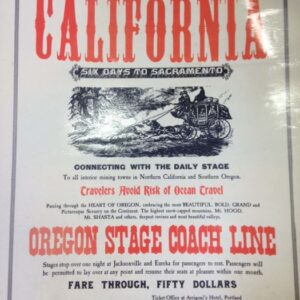 CALIFORNIA
SIX DAYS TO SACRAMENTO
CONNECTING WITH THE DAILY STAGE
To all interior mining towns in Northern California and Southern Oregon.
Travelers Avoid Risk of Ocean Travel
Passing through the HEART OF OREGON, embracing the most BEAUTIFUL, BOLD, GRAND and
Picturesque Scenery on the Continent. The highest snow-capped mountains, Mt. HOOD,
Mt. SHASTA and others, deepest ravines and most beautiful valleys.
OREGON STAGE COACH LINE
Stages stop over one night at Jacksonville and Eureka for passengers to rest. Passengers will
be permitted to lay over at any point and resume their seats at pleasure within one month.
FARE THROUGH, FIFTY DOLLARS
Ticket Office at Arrigoni's Hotel, Portland